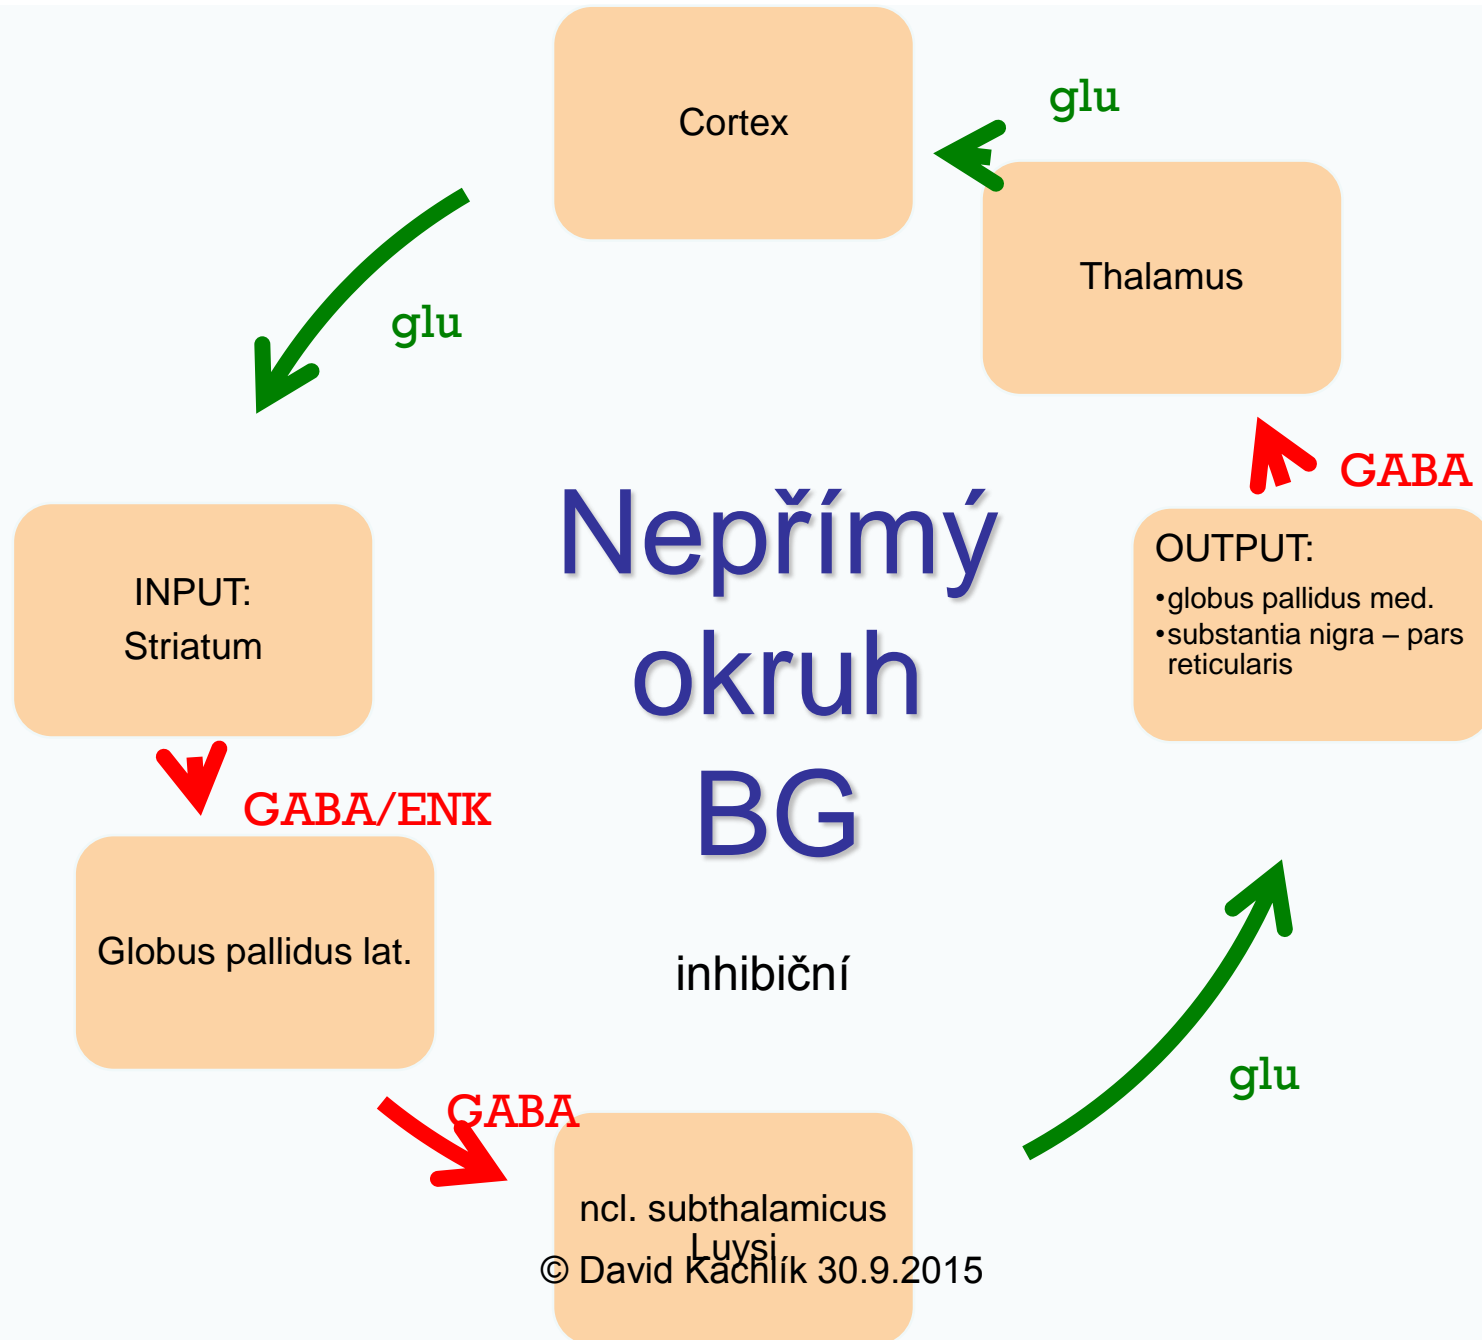 Cortex
glu
Thalamus
glu
GABA
Nepřímý
okruh
BG
inhibiční
INPUT:
Striatum
OUTPUT:
•globus pallidus med.
•substantia nigra – pars
reticularis
GABA/ENK
Globus pallidus lat.
glu
GABA
ncl. subthalamicus
Luysi
© David Kachlík 30.9.2015